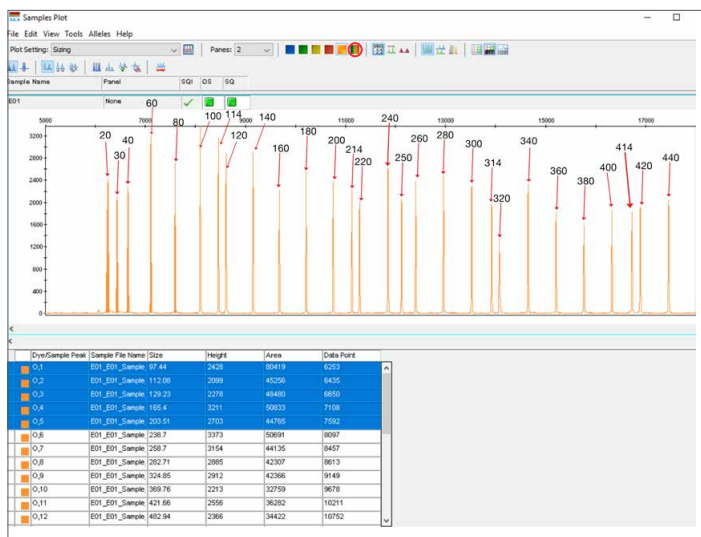 Samples Plot
File Edit View Tools Alleles Help
Plot Setting: Sizing Panes: 2
Sample Name Panel SQI OS SQ
E01 None
5000 7000 9000 11000 13000 15000 17000
3200
2800
2400
2000
1600
1200
800
400
0
20 30 40 60 80 100 114 120 140 160 180 200 214 220 240 250 260 280 300 314 320 340 360 380 400 414 420 440
Dye/Sample Peak Sample File Name Size Height Area Data Point
O,1 E01_E01_Sample 97.44 2428 80419 6253
O,2 E01_E01_Sample 112.88 2099 45256 6435
O,3 E01_E01_Sample 129.23 2278 48480 6650
O,4 E01_E01_Sample 165.4 3211 50833 7108
O,5 E01_E01_Sample 203.51 2703 44765 7592
O,6 E01_E01_Sample 238.7 3373 50691 8097
O,7 E01_E01_Sample 258.7 3154 44135 8457
O,8 E01_E01_Sample 282.71 2885 42307 8613
O,9 E01_E01_Sample 324.85 2912 42366 9149
O,10 E01_E01_Sample 369.76 2213 32759 9678
O,11 E01_E01_Sample 421.66 2556 36282 10211
O,12 E01_E01_Sample 482.94 2366 34422 10752